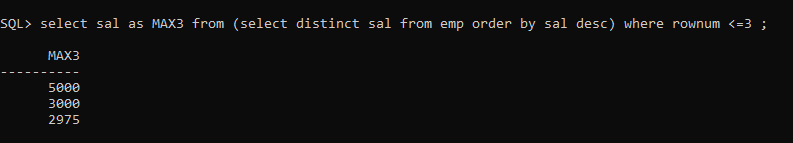 SQL> select sal as MAX3 from (select distinct sal from emp order by sal desc) where rownum <=3 ;
MAX3
----------
5000
3000
2975